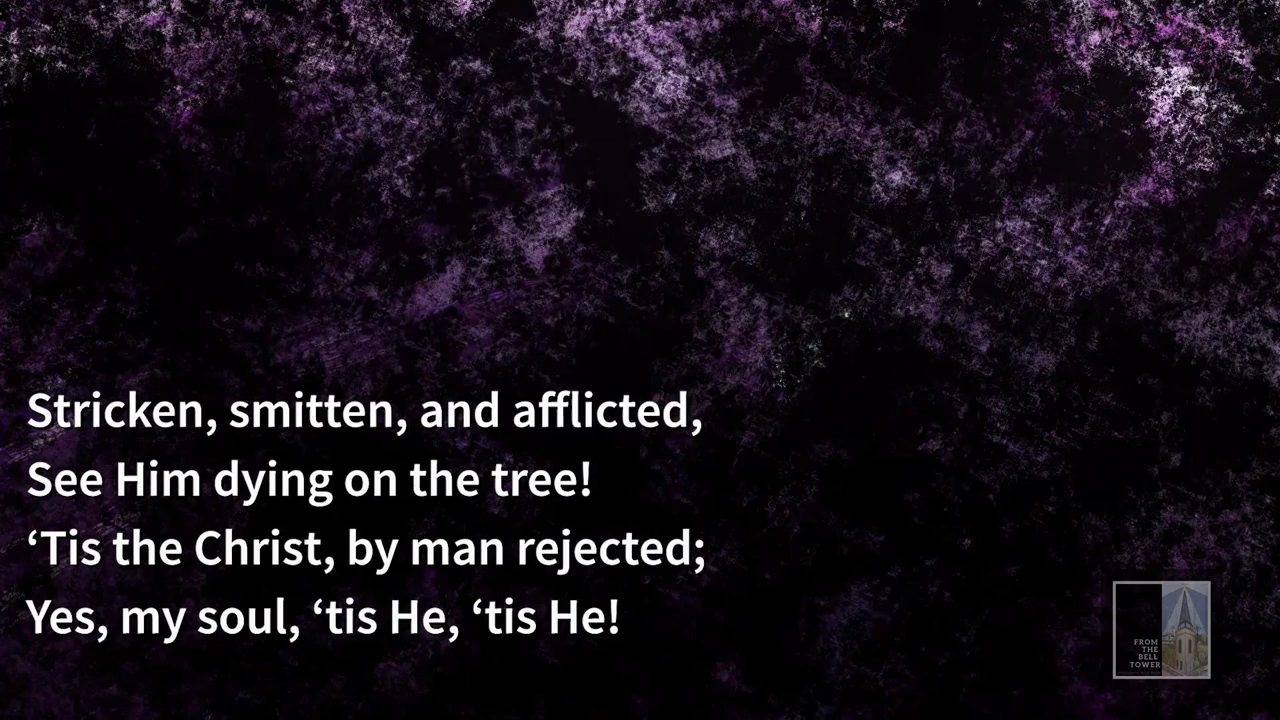 Stricken, smitten, and afflicted,
See Him dying on the tree!
‘Tis the Christ, by man rejected;
Yes, my soul, ‘tis He, ‘tis He!
FROM
THE
BELL
TOWER